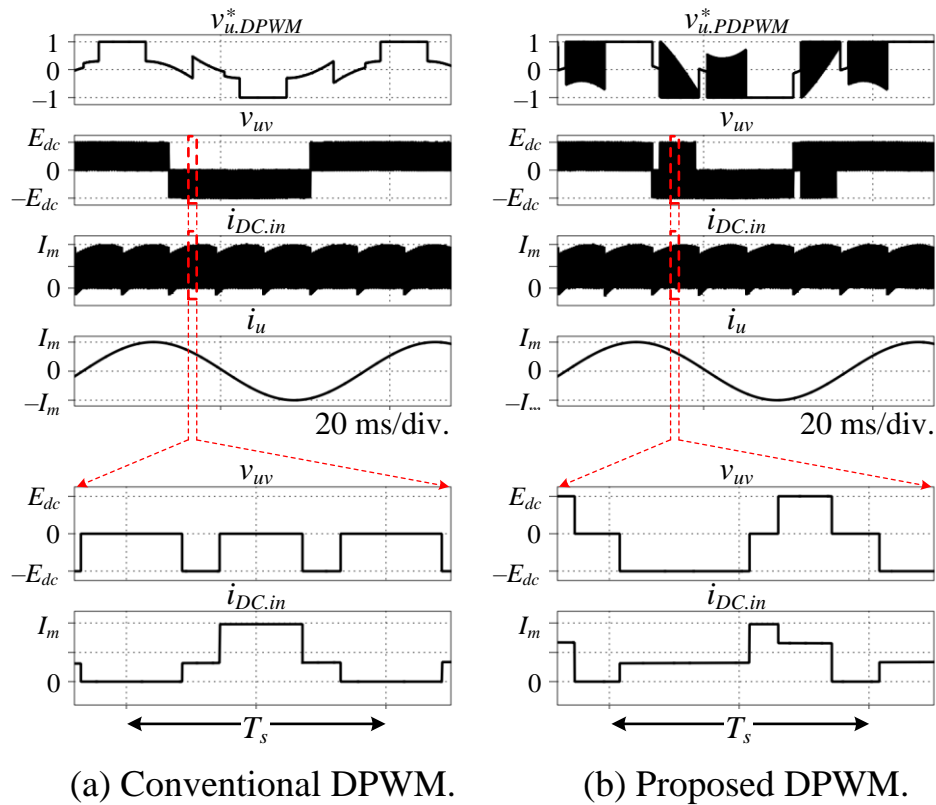 v*u.DPWM
1
0
−1
vuv
Edc
0
−Edc
iDC.in
Im
0
iu
Im
0
−Im
20 ms/div.
vuv
Edc
0
−Edc
iDC.in
Im
0
Ts
(a) Conventional DPWM.
v*u.PDPWM
1
0
−1
vuv
Edc
0
−Edc
iDC.in
Im
0
iu
Im
0
20 ms/div.
vuv
Edc
0
−Edc
iDC.in
Im
0
Ts
(b) Proposed DPWM.